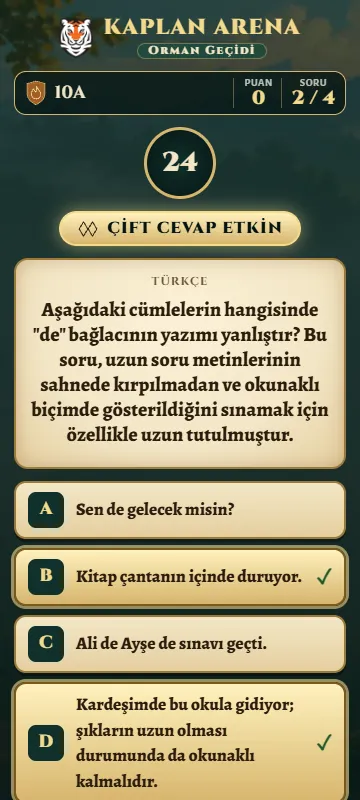 KAPLAN ARENA
Orman Geçidi
10A
PUAN
0
SORU
2 / 4
24
ÇİFT CEVAP ETKİN
TÜRKÇE
Aşağıdaki cümlelerin hangisinde
"de" bağlacının yazımı yanlıştır? Bu
soru, uzun soru metinlerinin
sahnede kırpılmadan ve okunaklı
biçimde gösterildiğini sınamak için
özellikle uzun tutulmuştur.
A
Sen de gelecek misin?
B
Kitap çantanın içinde duruyor. ✓
C
Ali de Ayşe de sınavı geçti.
D
Kardeşimde bu okula gidiyor;
şıkların uzun olması
durumunda da okunaklı
kalmalıdır. ✓